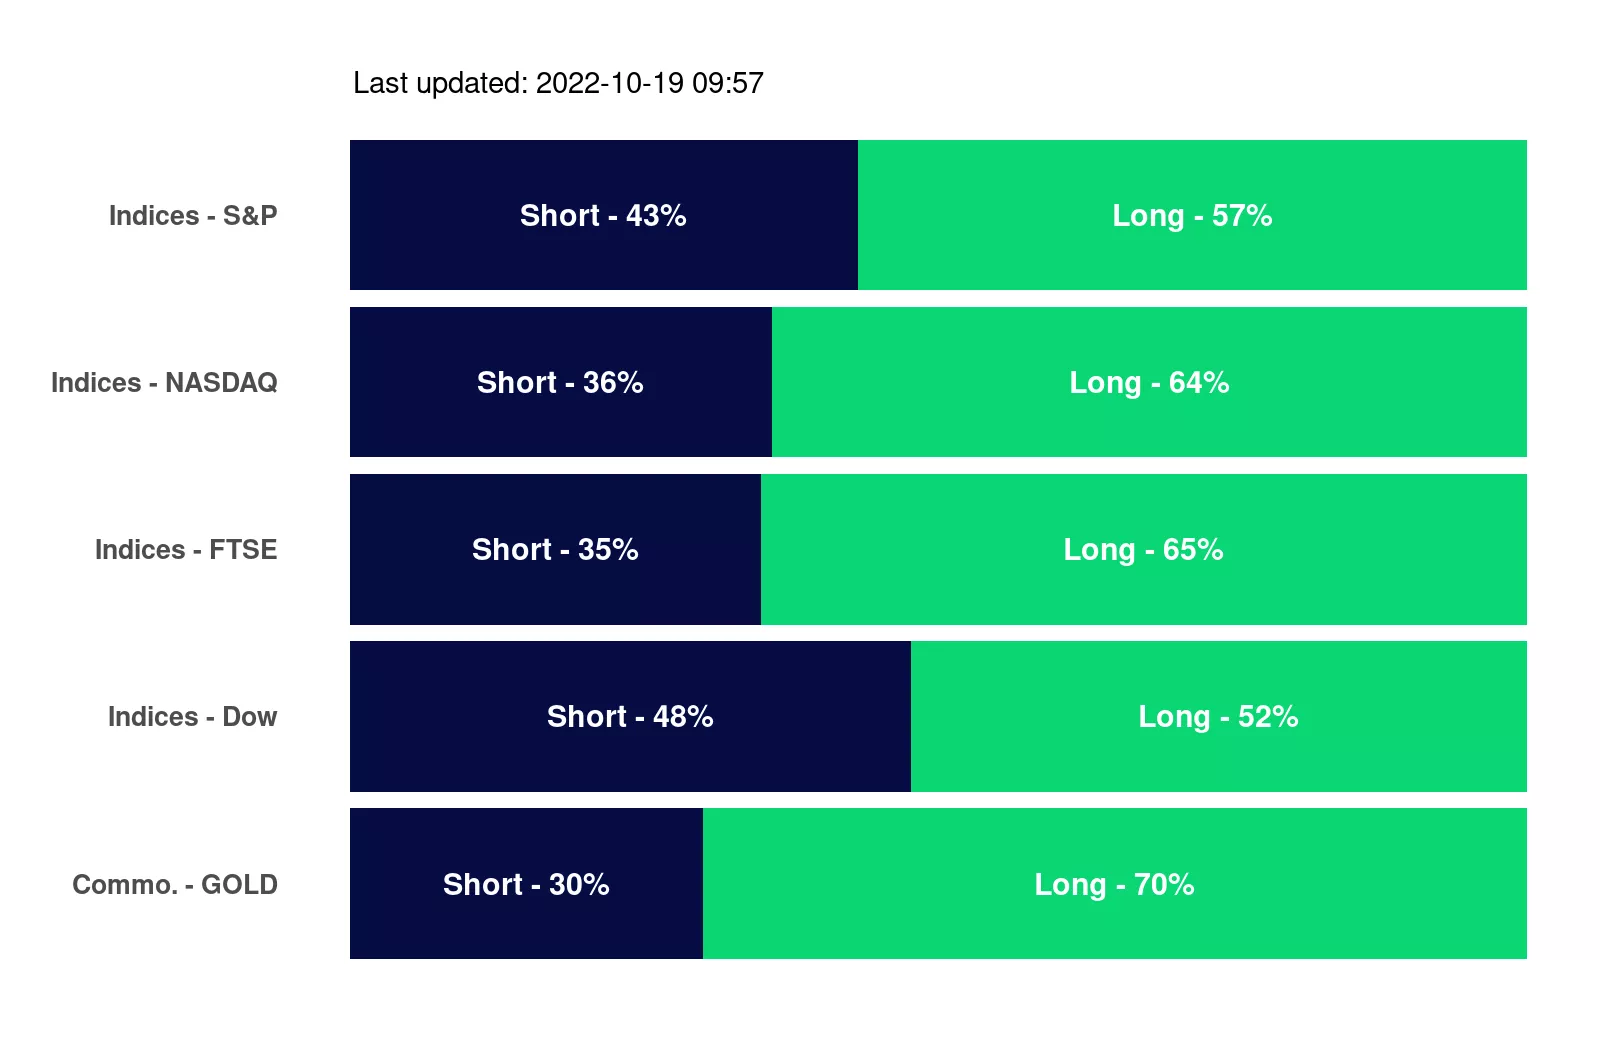 Last updated: 2022-10-19 09:57
Indices - S&P Short - 43% Long - 57%
Indices - NASDAQ Short - 36% Long - 64%
Indices - FTSE Short - 35% Long - 65%
Indices - Dow Short - 48% Long - 52%
Commo. - GOLD Short - 30% Long - 70%